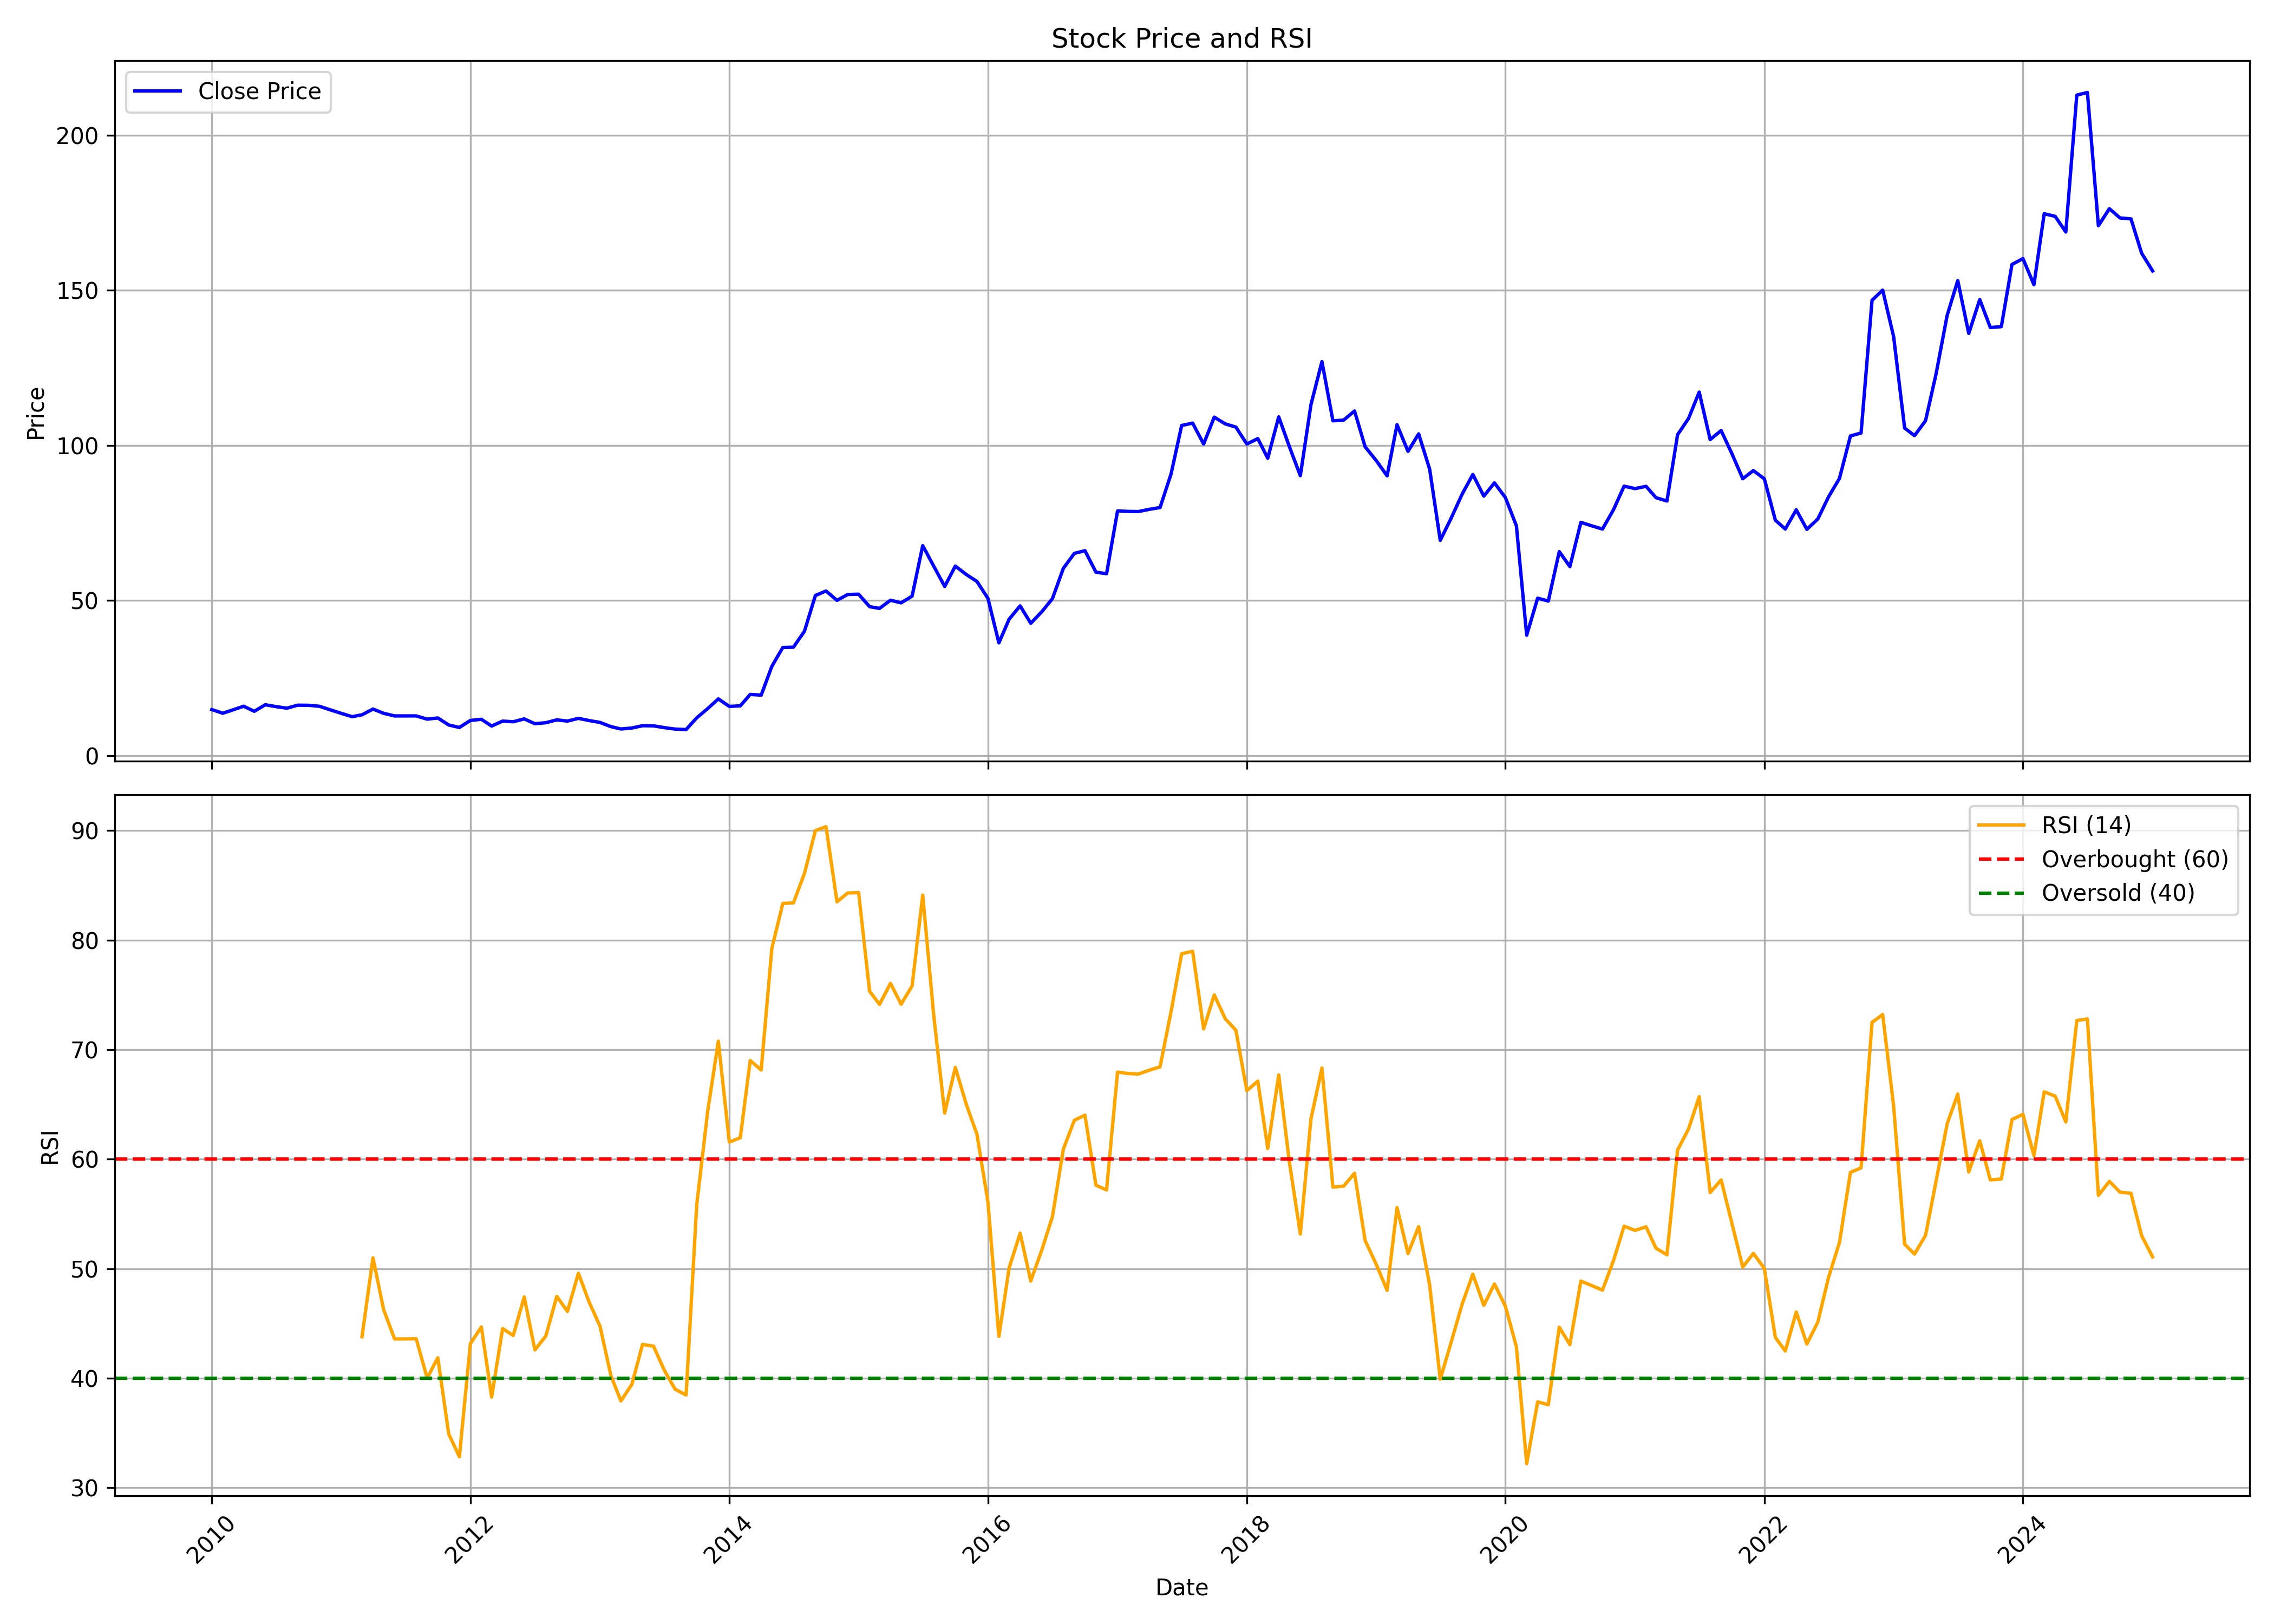 Stock Price and RSI
Close Price
200
150
100
50
0
Price
RSI (14)
Overbought (60)
Oversold (40)
90
80
70
60
50
40
30
RSI
2010
2012
2014
2016
2018
2020
2022
2024
Date